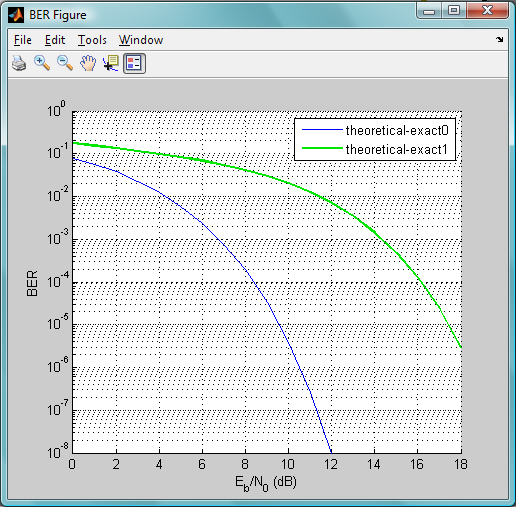 BER Figure
File Edit Tools Window
10^0
10^-1
10^-2
10^-3
10^-4
10^-5
10^-6
10^-7
10^-8
BER
theoretical-exact0
theoretical-exact1
0 2 4 6 8 10 12 14 16 18
E_b/N_0 (dB)